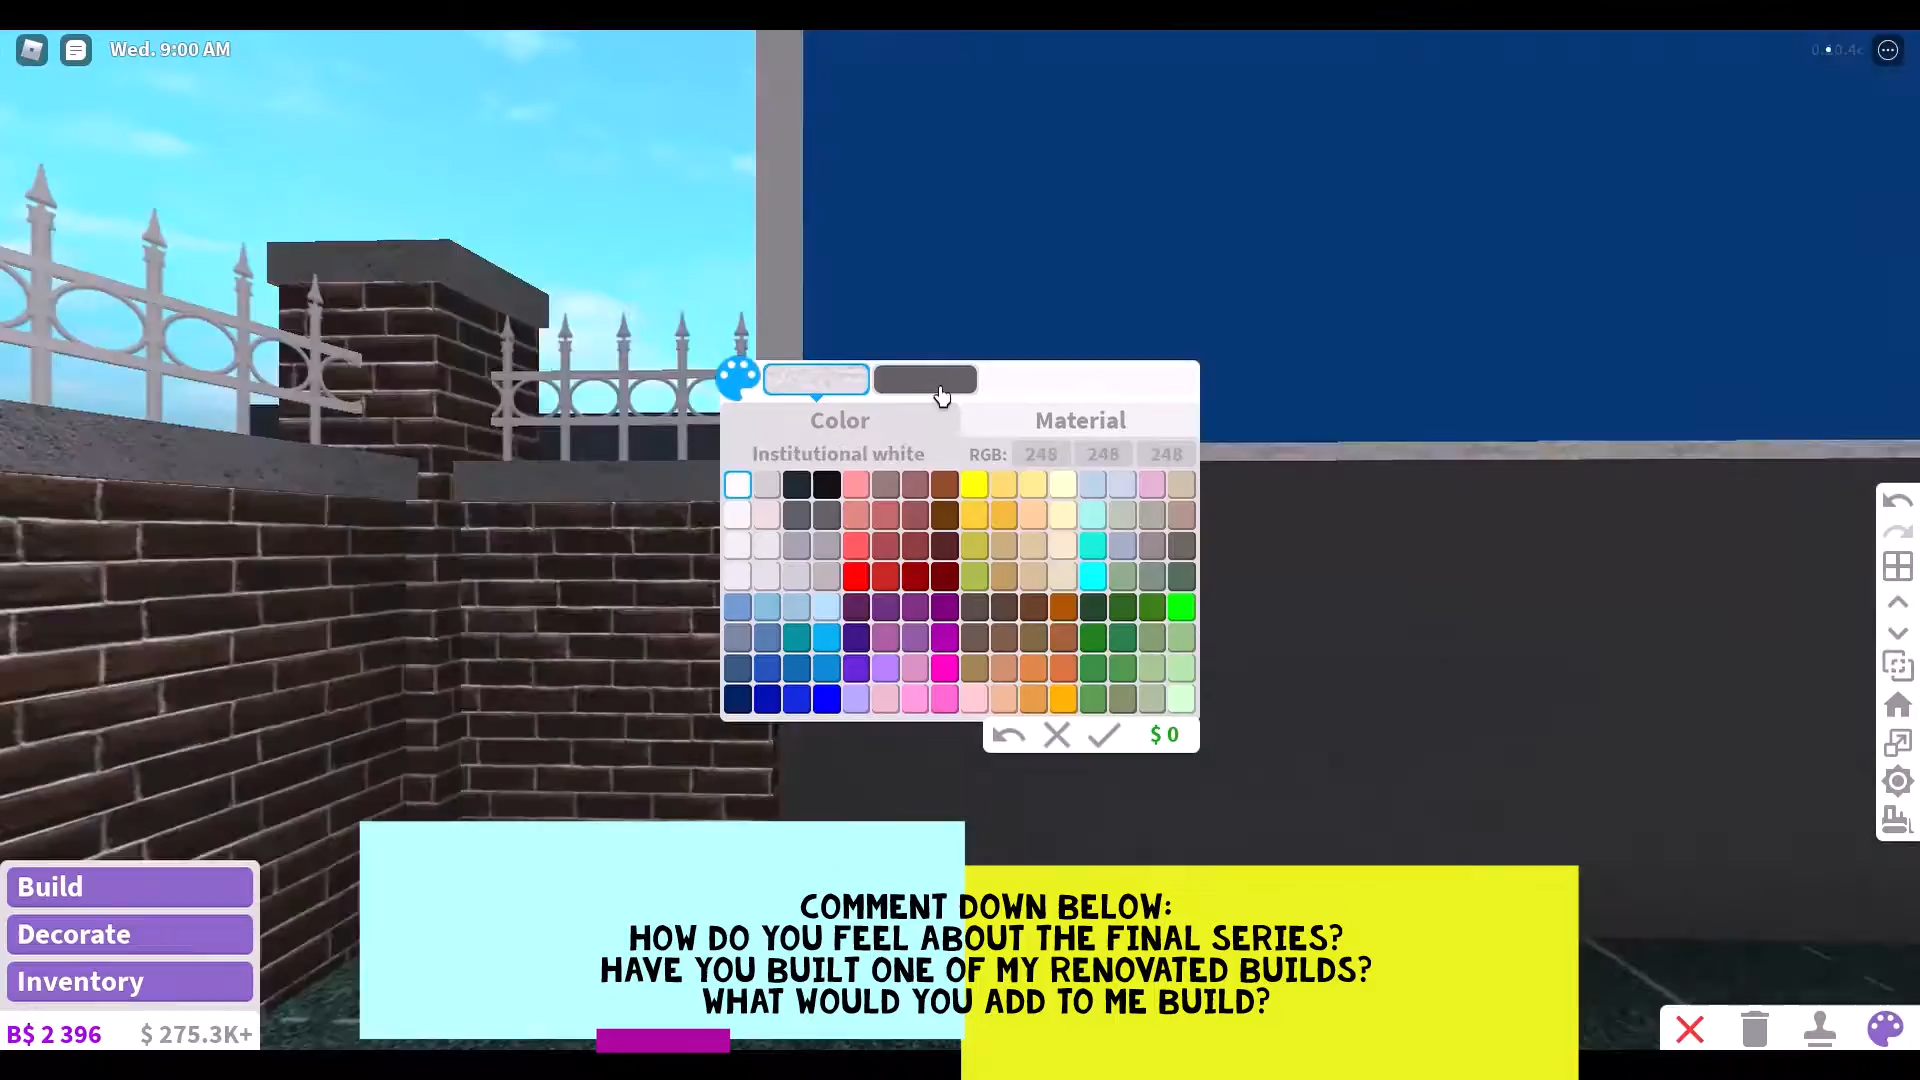 Wed. 9:00 AM
Color
Material
Institutional white
RGB: 248 248 248
$ 0
Build
Decorate
Inventory
B$ 2 396
$ 275.3K+
COMMENT DOWN BELOW:
HOW DO YOU FEEL ABOUT THE FINAL SERIES?
HAVE YOU BUILT ONE OF MY RENOVATED BUILDS?
WHAT WOULD YOU ADD TO ME BUILD?